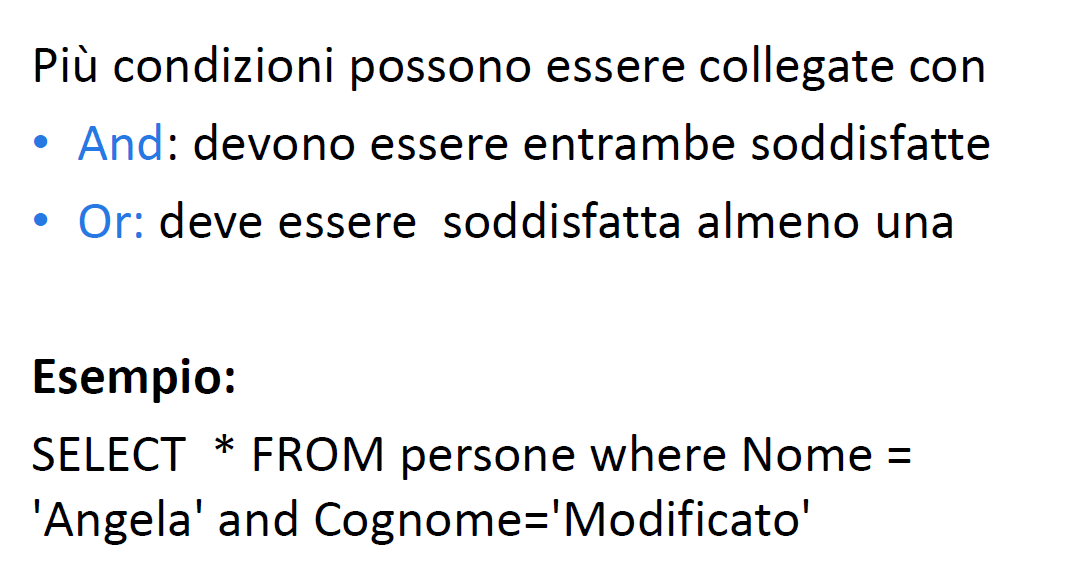 Più condizioni possono essere collegate con
• And: devono essere entrambe soddisfatte
• Or: deve essere  soddisfatta almeno una
Esempio:
SELECT  * FROM persone where Nome =
'Angela' and Cognome='Modificato'